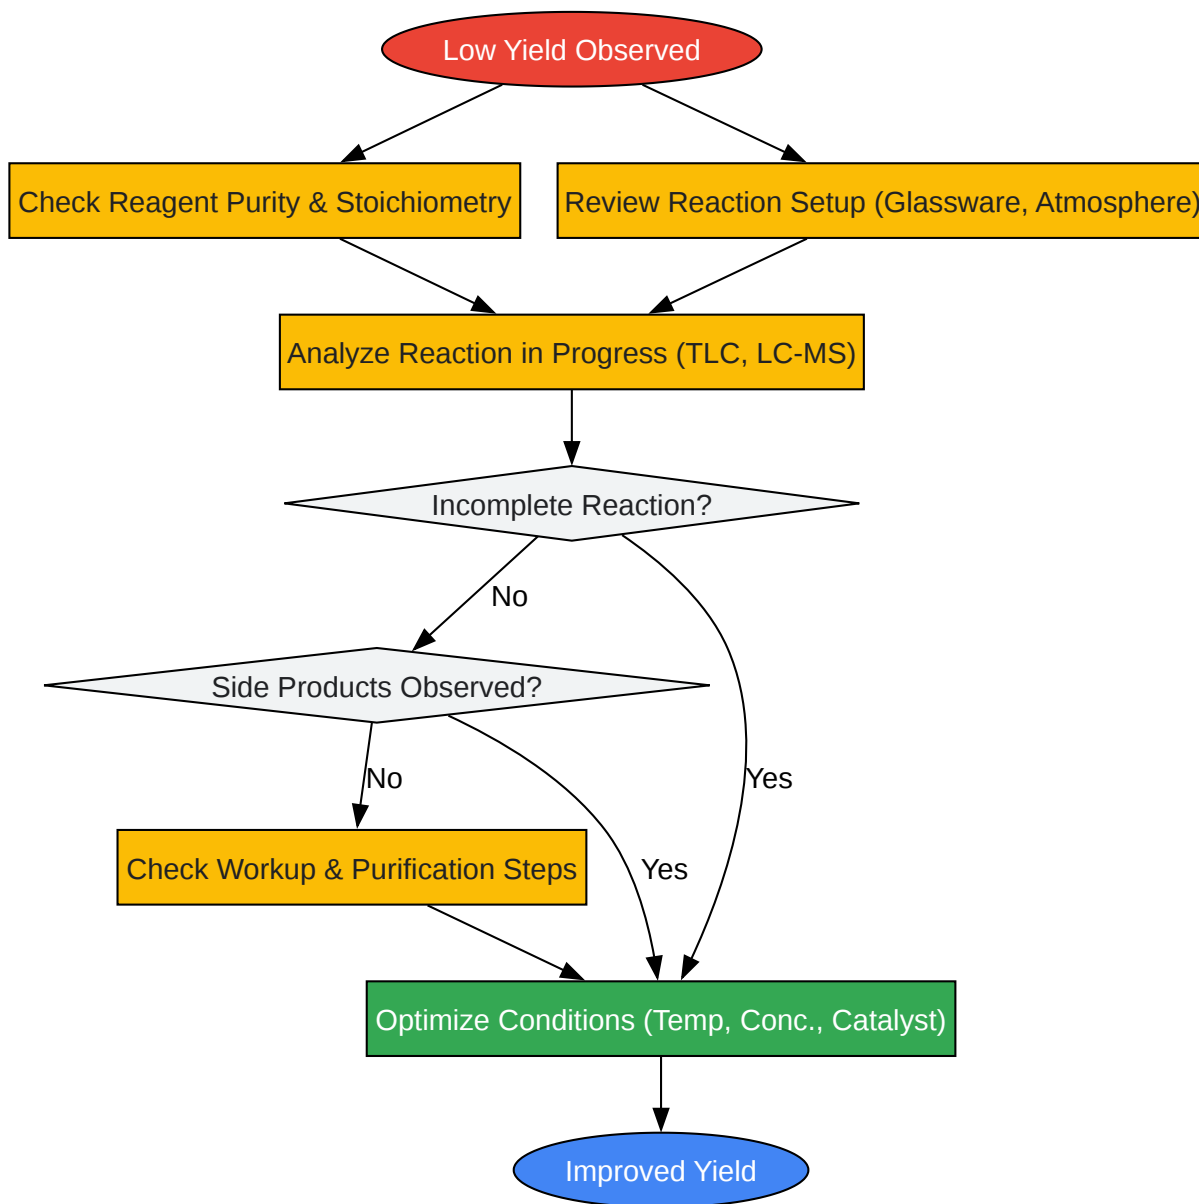 Low Yield Observed
Check Reagent Purity & Stoichiometry
Review Reaction Setup (Glassware, Atmosphere)
Analyze Reaction in Progress (TLC, LC-MS)
Incomplete Reaction?
No
Side Products Observed?
No
Yes
Check Workup & Purification Steps
Yes
Optimize Conditions (Temp, Conc., Catalyst)
Improved Yield